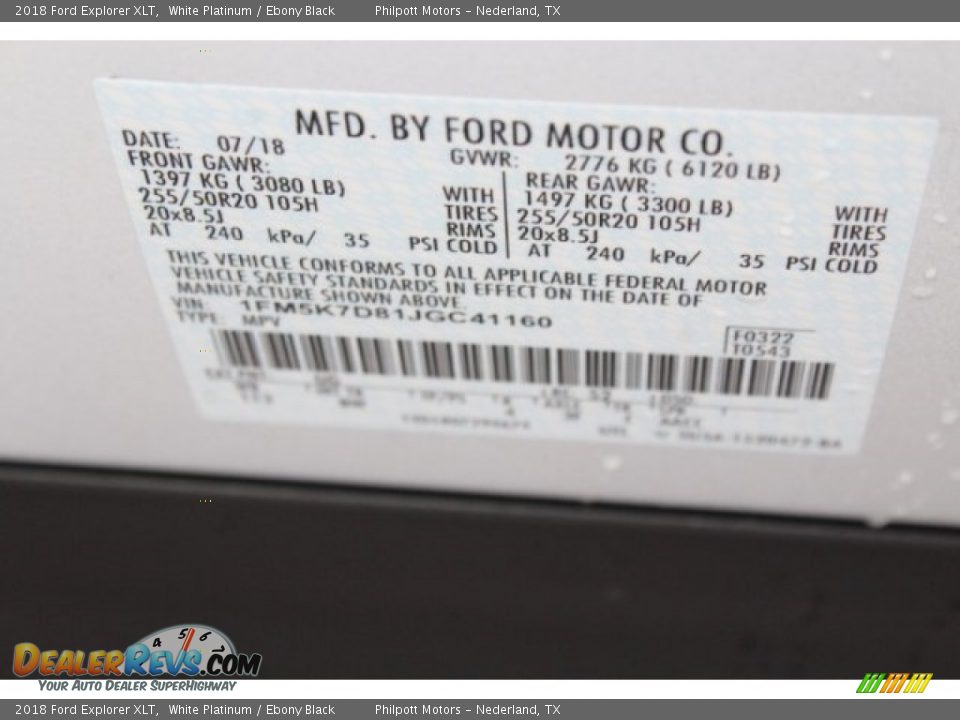 2018 Ford Explorer XLT, White Platinum / Ebony Black Philpott Motors – Nederland, TX
MFD. BY FORD MOTOR CO.
DATE: 07/18 GVWR: 2776 KG ( 6120 LB)
FRONT GAWR: REAR GAWR:
1397 KG ( 3080 LB) WITH 1497 KG ( 3300 LB) WITH
255/50R20 105H TIRES 255/50R20 105H TIRES
20x8.5J RIMS 20x8.5J RIMS
AT 240 kPa/ 35 PSI COLD AT 240 kPa/ 35 PSI COLD
THIS VEHICLE CONFORMS TO ALL APPLICABLE FEDERAL MOTOR
VEHICLE SAFETY STANDARDS IN EFFECT ON THE DATE OF
MANUFACTURE SHOWN ABOVE.
VIN: 1FM5K7D81JGC41160
TYPE: MPV
F0322
T0543
4 5 6
DEALERREVS.COM
YOUR AUTO DEALER SUPERHIGHWAY
2018 Ford Explorer XLT, White Platinum / Ebony Black Philpott Motors – Nederland, TX